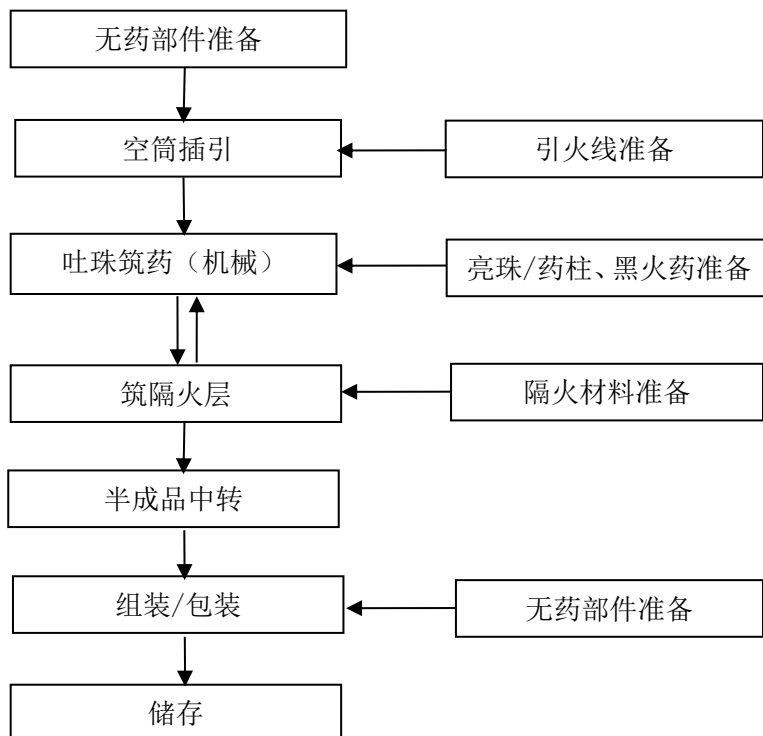 无药部件准备
空筒插引
引火线准备
吐珠筑药（机械）
亮珠/药柱、黑火药准备
筑隔火层
隔火材料准备
半成品中转
组装/包装
无药部件准备
储存